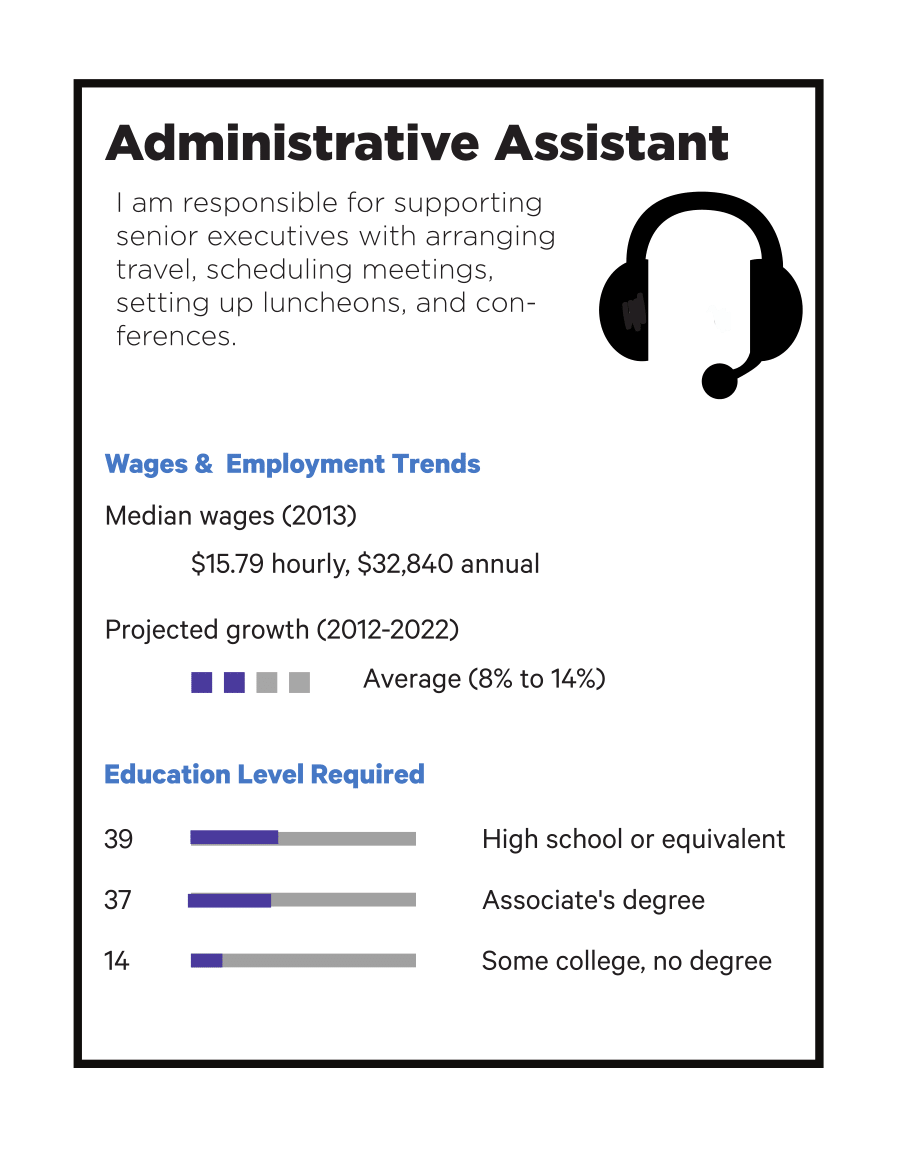 Administrative Assistant
I am responsible for supporting
senior executives with arranging
travel, scheduling meetings,
setting up luncheons, and con-
ferences.
Wages &  Employment Trends
Median wages (2013)
$15.79 hourly, $32,840 annual
Projected growth (2012-2022)
Average (8% to 14%)
Education Level Required
39 High school or equivalent
37 Associate's degree
14 Some college, no degree